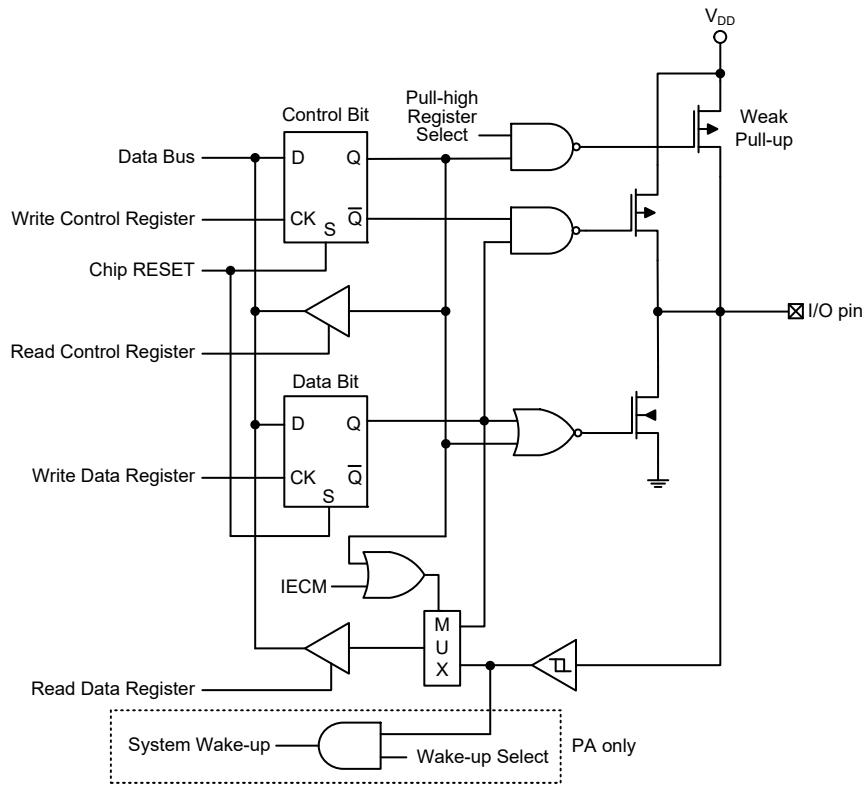 VDD
Pull-high
Register
Select
Weak
Pull-up
Control Bit
Data Bus
D
Q
Write Control Register
CK
Q
S
Chip RESET
I/O pin
Read Control Register
Data Bit
D
Q
Write Data Register
CK
Q
S
IECM
M
U
X
Read Data Register
System Wake-up
Wake-up Select
PA only